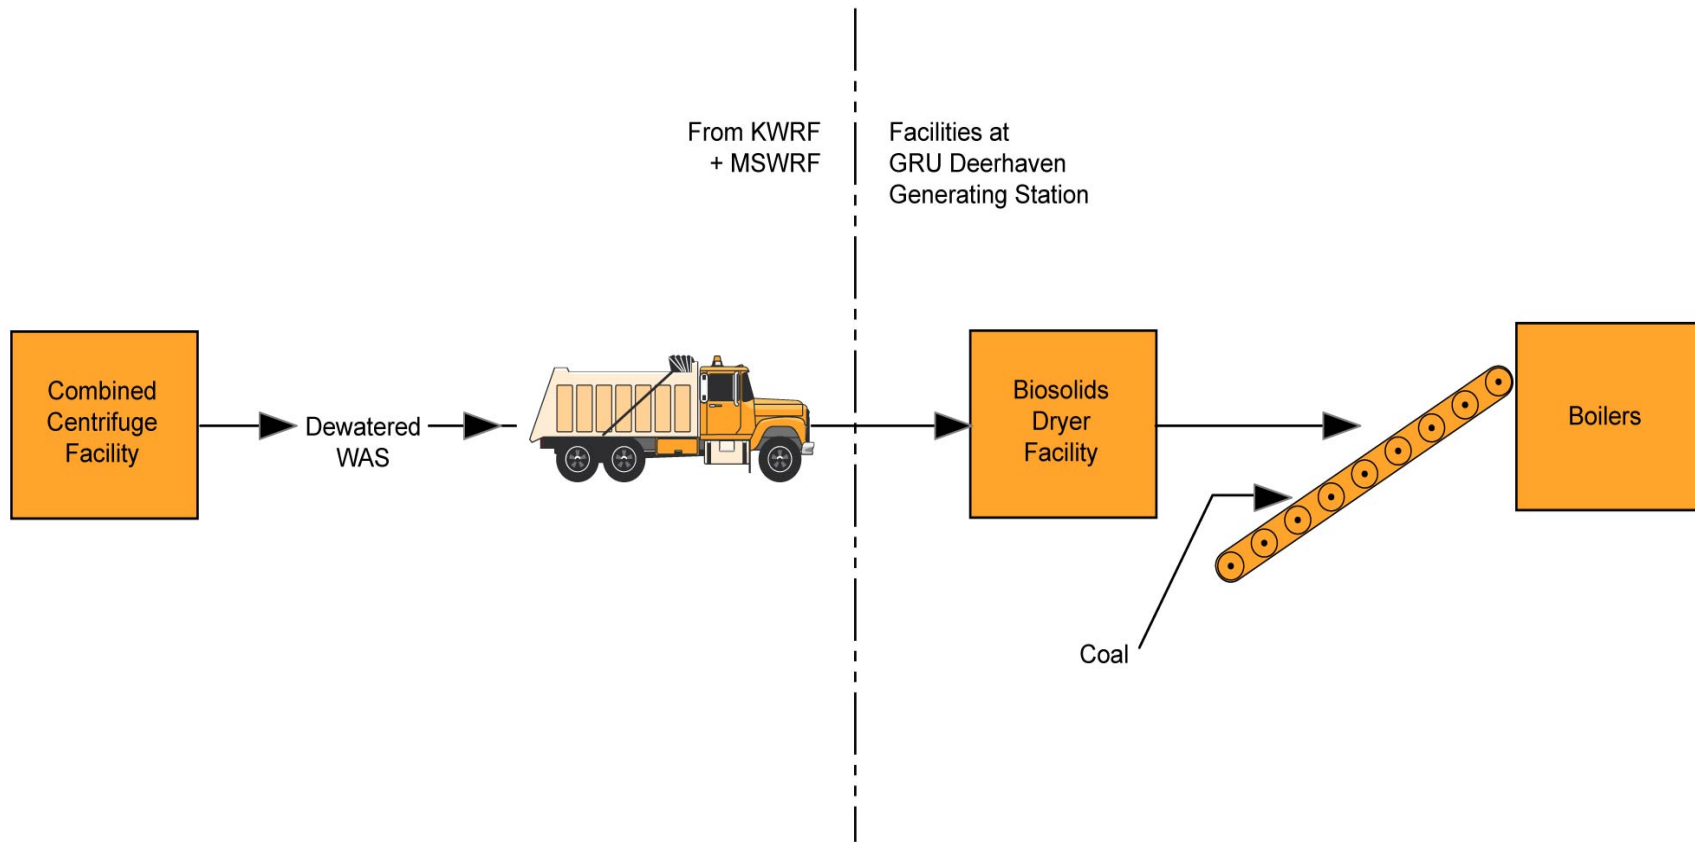 From KWRF
+ MSWRF
Facilities at
GRU Deerhaven
Generating Station
Combined
Centrifuge
Facility
Dewatered
WAS
Biosolids
Dryer
Facility
Boilers
Coal